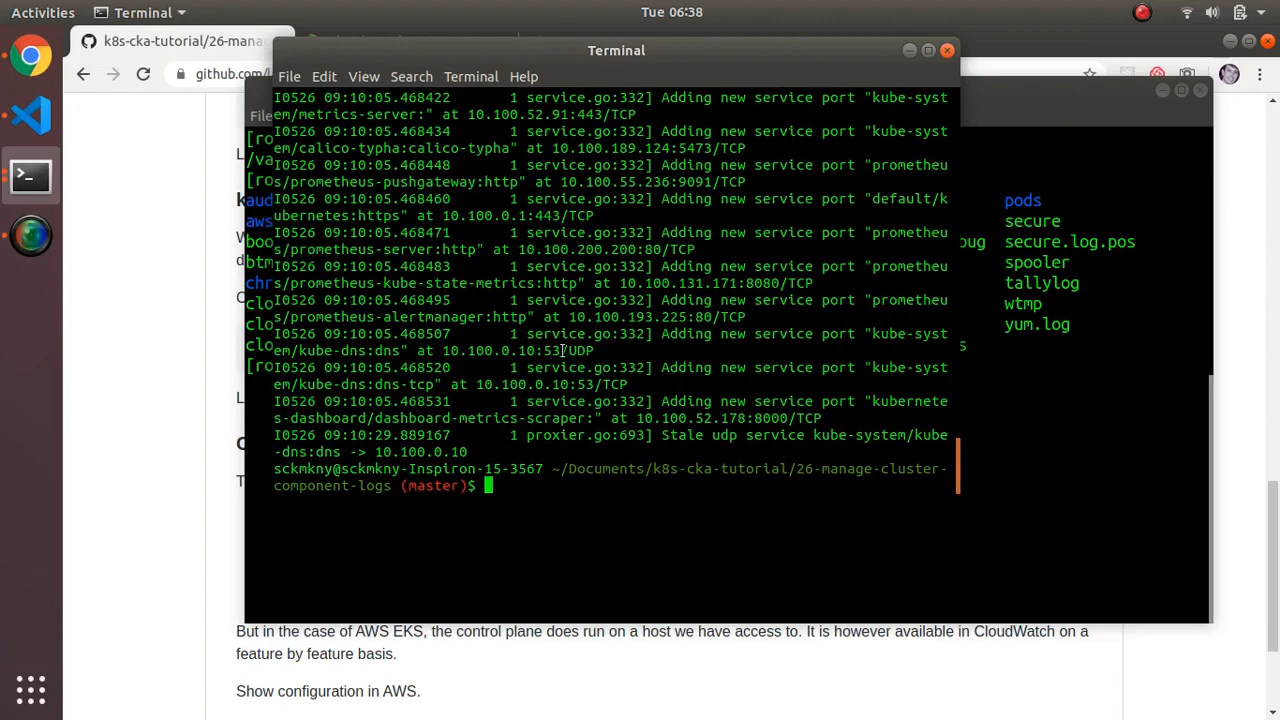 Activities
Terminal
Tue 06:38
k8s-cka-tutorial/26-mana
github.com/
Terminal
File Edit View Search Terminal Help
File
I0526 09:10:05.468422 1 service.go:332] Adding new service port "kube-syst
em/metrics-server:" at 10.100.52.91:443/TCP
I0526 09:10:05.468434 1 service.go:332] Adding new service port "kube-syst
em/calico-typha:calico-typha" at 10.100.189.124:5473/TCP
I0526 09:10:05.468448 1 service.go:332] Adding new service port "prometheu
s/prometheus-pushgateway:http" at 10.100.55.236:9091/TCP
I0526 09:10:05.468460 1 service.go:332] Adding new service port "default/k
ubernetes:https" at 10.100.0.1:443/TCP
I0526 09:10:05.468471 1 service.go:332] Adding new service port "prometheu
s/prometheus-server:http" at 10.100.200.200:80/TCP
I0526 09:10:05.468483 1 service.go:332] Adding new service port "prometheu
s/prometheus-kube-state-metrics:http" at 10.100.131.171:8080/TCP
I0526 09:10:05.468495 1 service.go:332] Adding new service port "prometheu
s/prometheus-alertmanager:http" at 10.100.193.225:80/TCP
I0526 09:10:05.468507 1 service.go:332] Adding new service port "kube-syst
em/kube-dns:dns" at 10.100.0.10:53/UDP
I0526 09:10:05.468520 1 service.go:332] Adding new service port "kube-syst
em/kube-dns:dns-tcp" at 10.100.0.10:53/TCP
I0526 09:10:05.468531 1 service.go:332] Adding new service port "kubernete
s-dashboard/dashboard-metrics-scraper:" at 10.100.52.178:8000/TCP
I0526 09:10:29.889167 1 proxier.go:693] Stale udp service kube-system/kube
-dns:dns -> 10.100.0.10
sckmkny@sckmkny-Inspiron-15-3567 ~/Documents/k8s-cka-tutorial/26-manage-cluster-
component-logs (master)$
[ro
/va
[ro
aud
aws
boo
btm
chr
clo
clo
clo
[ro
pods
oug secure
secure.log.pos
spooler
tallylog
wtmp
s yum.log
But in the case of AWS EKS, the control plane does run on a host we have access to. It is however available in CloudWatch on a
feature by feature basis.
Show configuration in AWS.